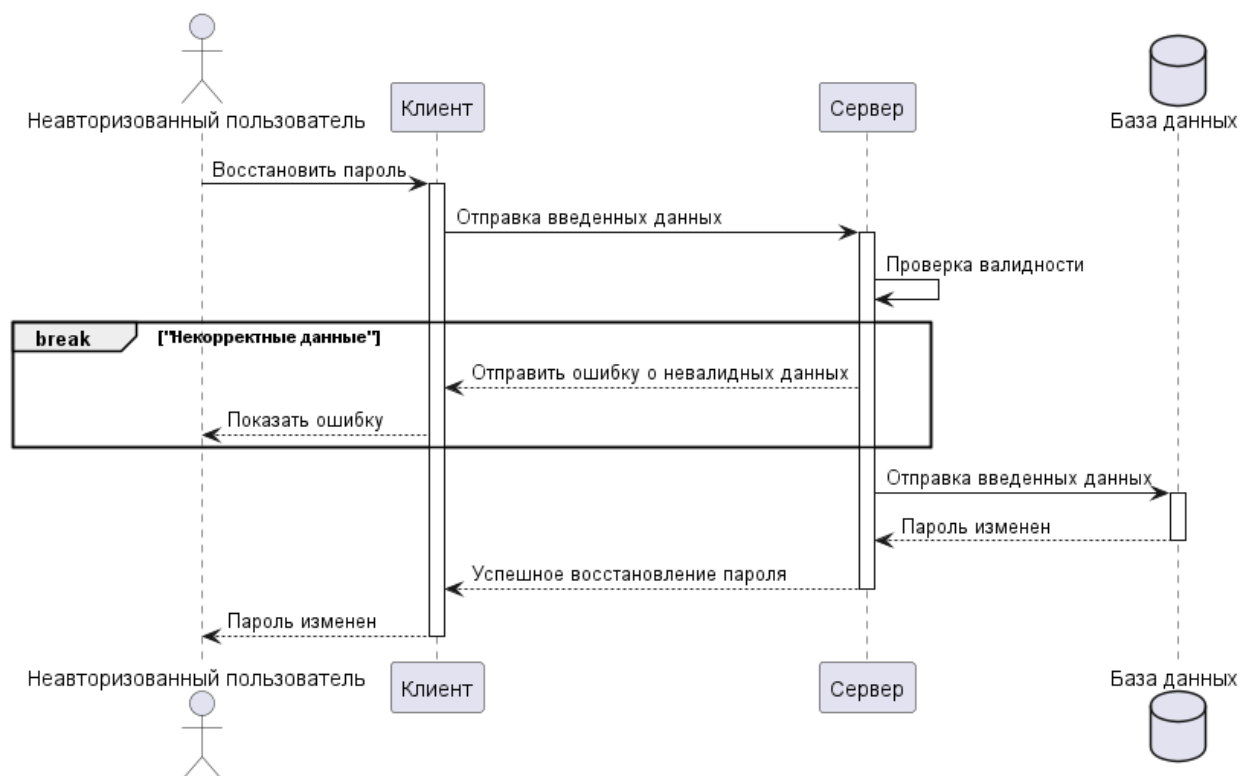 Неавторизованный пользователь
Клиент
Сервер
База данных
Восстановить пароль
Отправка введенных данных
Проверка валидности
break
["Некорректные данные"]
Отправить ошибку о невалидных данных
Показать ошибку
Отправка введенных данных
Пароль изменен
Успешное восстановление пароля
Пароль изменен
Неавторизованный пользователь
Клиент
Сервер
База данных